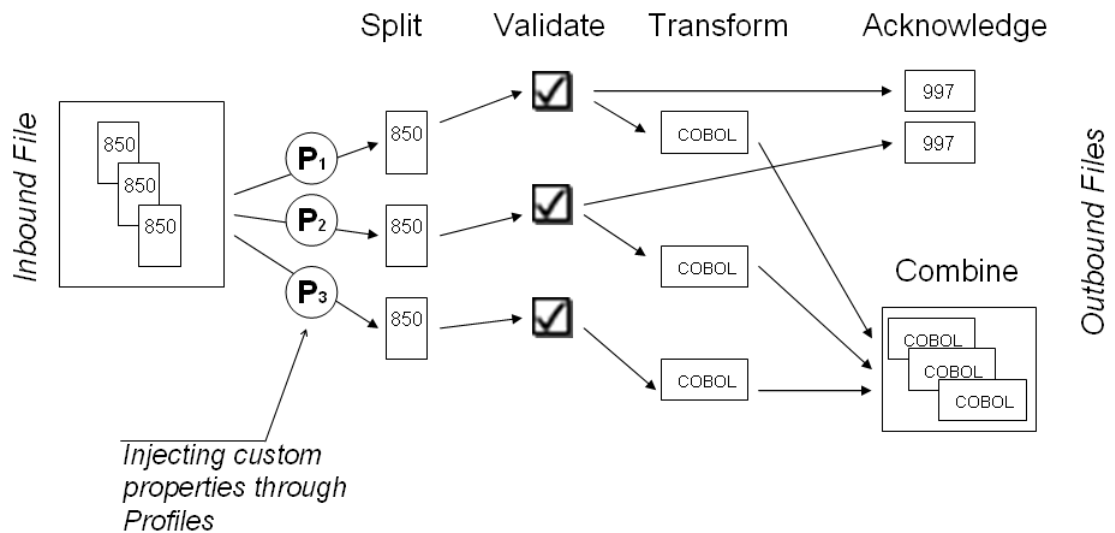 Split
Validate
Transform
Acknowledge
Inbound File
850
850
850
P1
P2
P3
850
850
850
COBOL
COBOL
COBOL
997
997
Combine
COBOL
COBOL
COBOL
Outbound Files
Injecting custom
properties through
Profiles